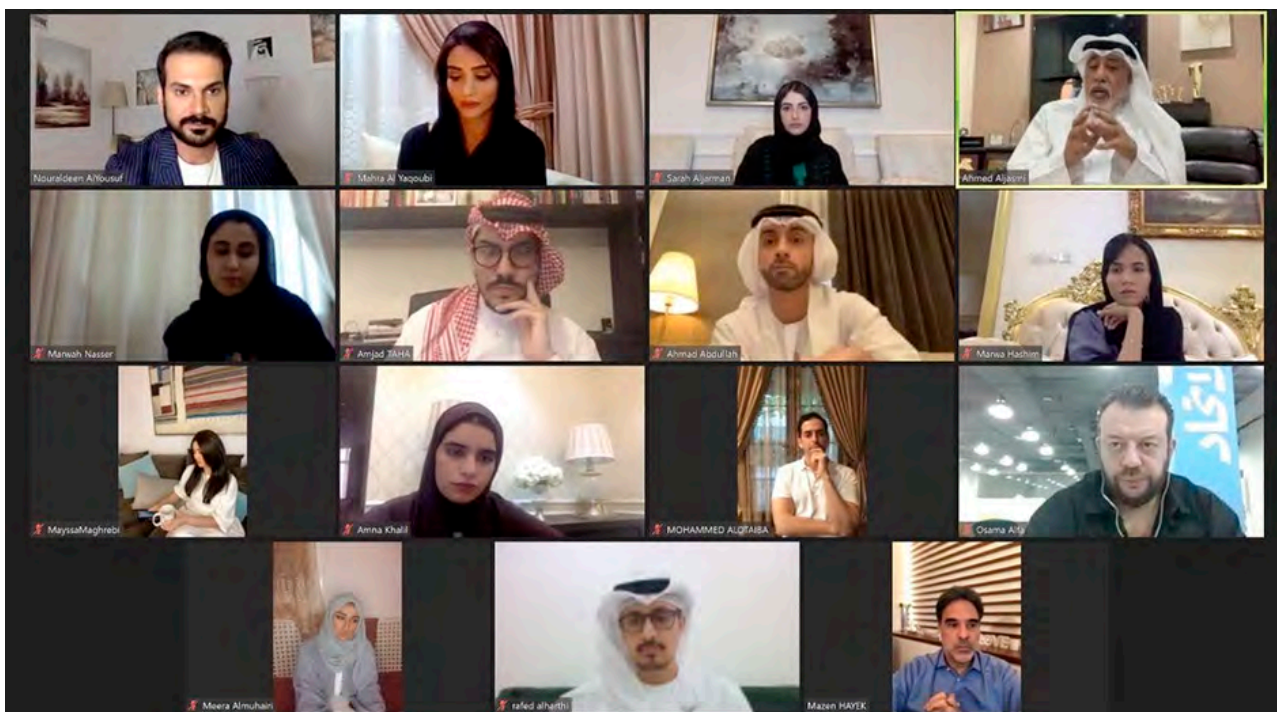 Nouraldeen AlYousuf
Mahra Al Yaqoubi
Sarah Aljarman
Ahmed Aljasmi
Marwah Nasser
Amjad TAHA
Ahmad Abdullah
Marwa Hashim
MayssaMaghrebi
Amna Khalil
MOHAMMED ALOTAIBA
Osama Alfa
Meera Almuhairi
rafed alharthi
Mazen HAYEK